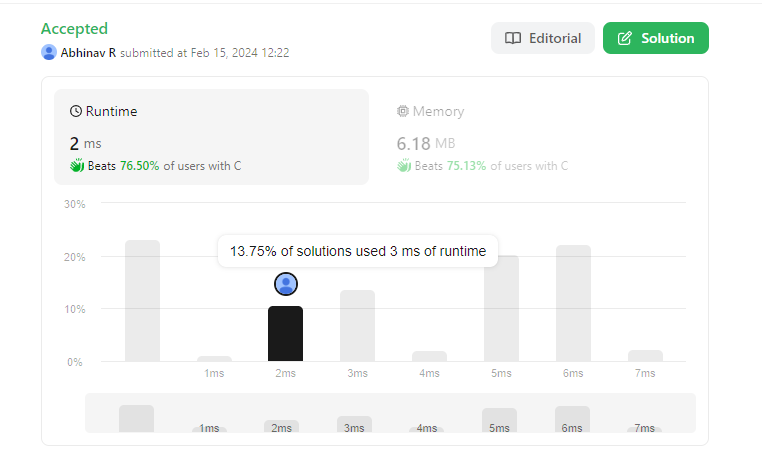 Accepted
Abhinav R submitted at Feb 15, 2024 12:22
Editorial
Solution
Runtime
2 ms
Beats 76.50% of users with C
Memory
6.18 MB
Beats 75.13% of users with C
30%
20%
10%
0%
13.75% of solutions used 3 ms of runtime
1ms 2ms 3ms 4ms 5ms 6ms 7ms
1ms 2ms 3ms 4ms 5ms 6ms 7ms